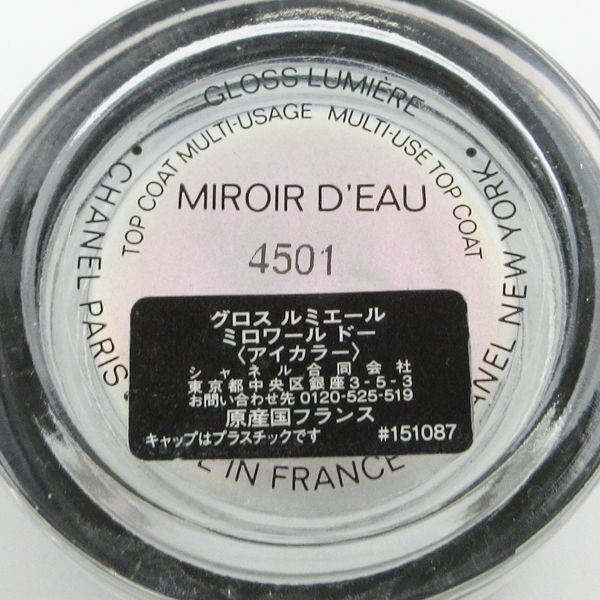 GLOSS LUMIÈRE
• CHANEL PARIS •
TOP COAT MULTI-USAGE MULTI-USE TOP COAT
• CHANEL NEW YORK •
MIROIR D'EAU
4501
グロス ルミエール
ミロワール ドー
〈アイカラー〉
シャネル合同会社
東京都中央区銀座3-5-3
お問い合わせ先 0120-525-519
原産国フランス
キャップはプラスチックです #151087
IN FRANCE